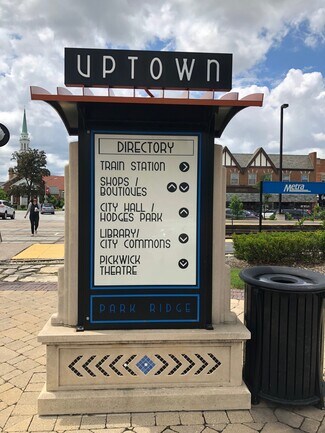 UPTOWN
DIRECTORY
TRAIN STATION
SHOPS /
BOUTIQUES
CITY HALL /
HODGES PARK
LIBRARY/
CITY COMMONS
PICKWICK
THEATRE
PARK RIDGE
Metra